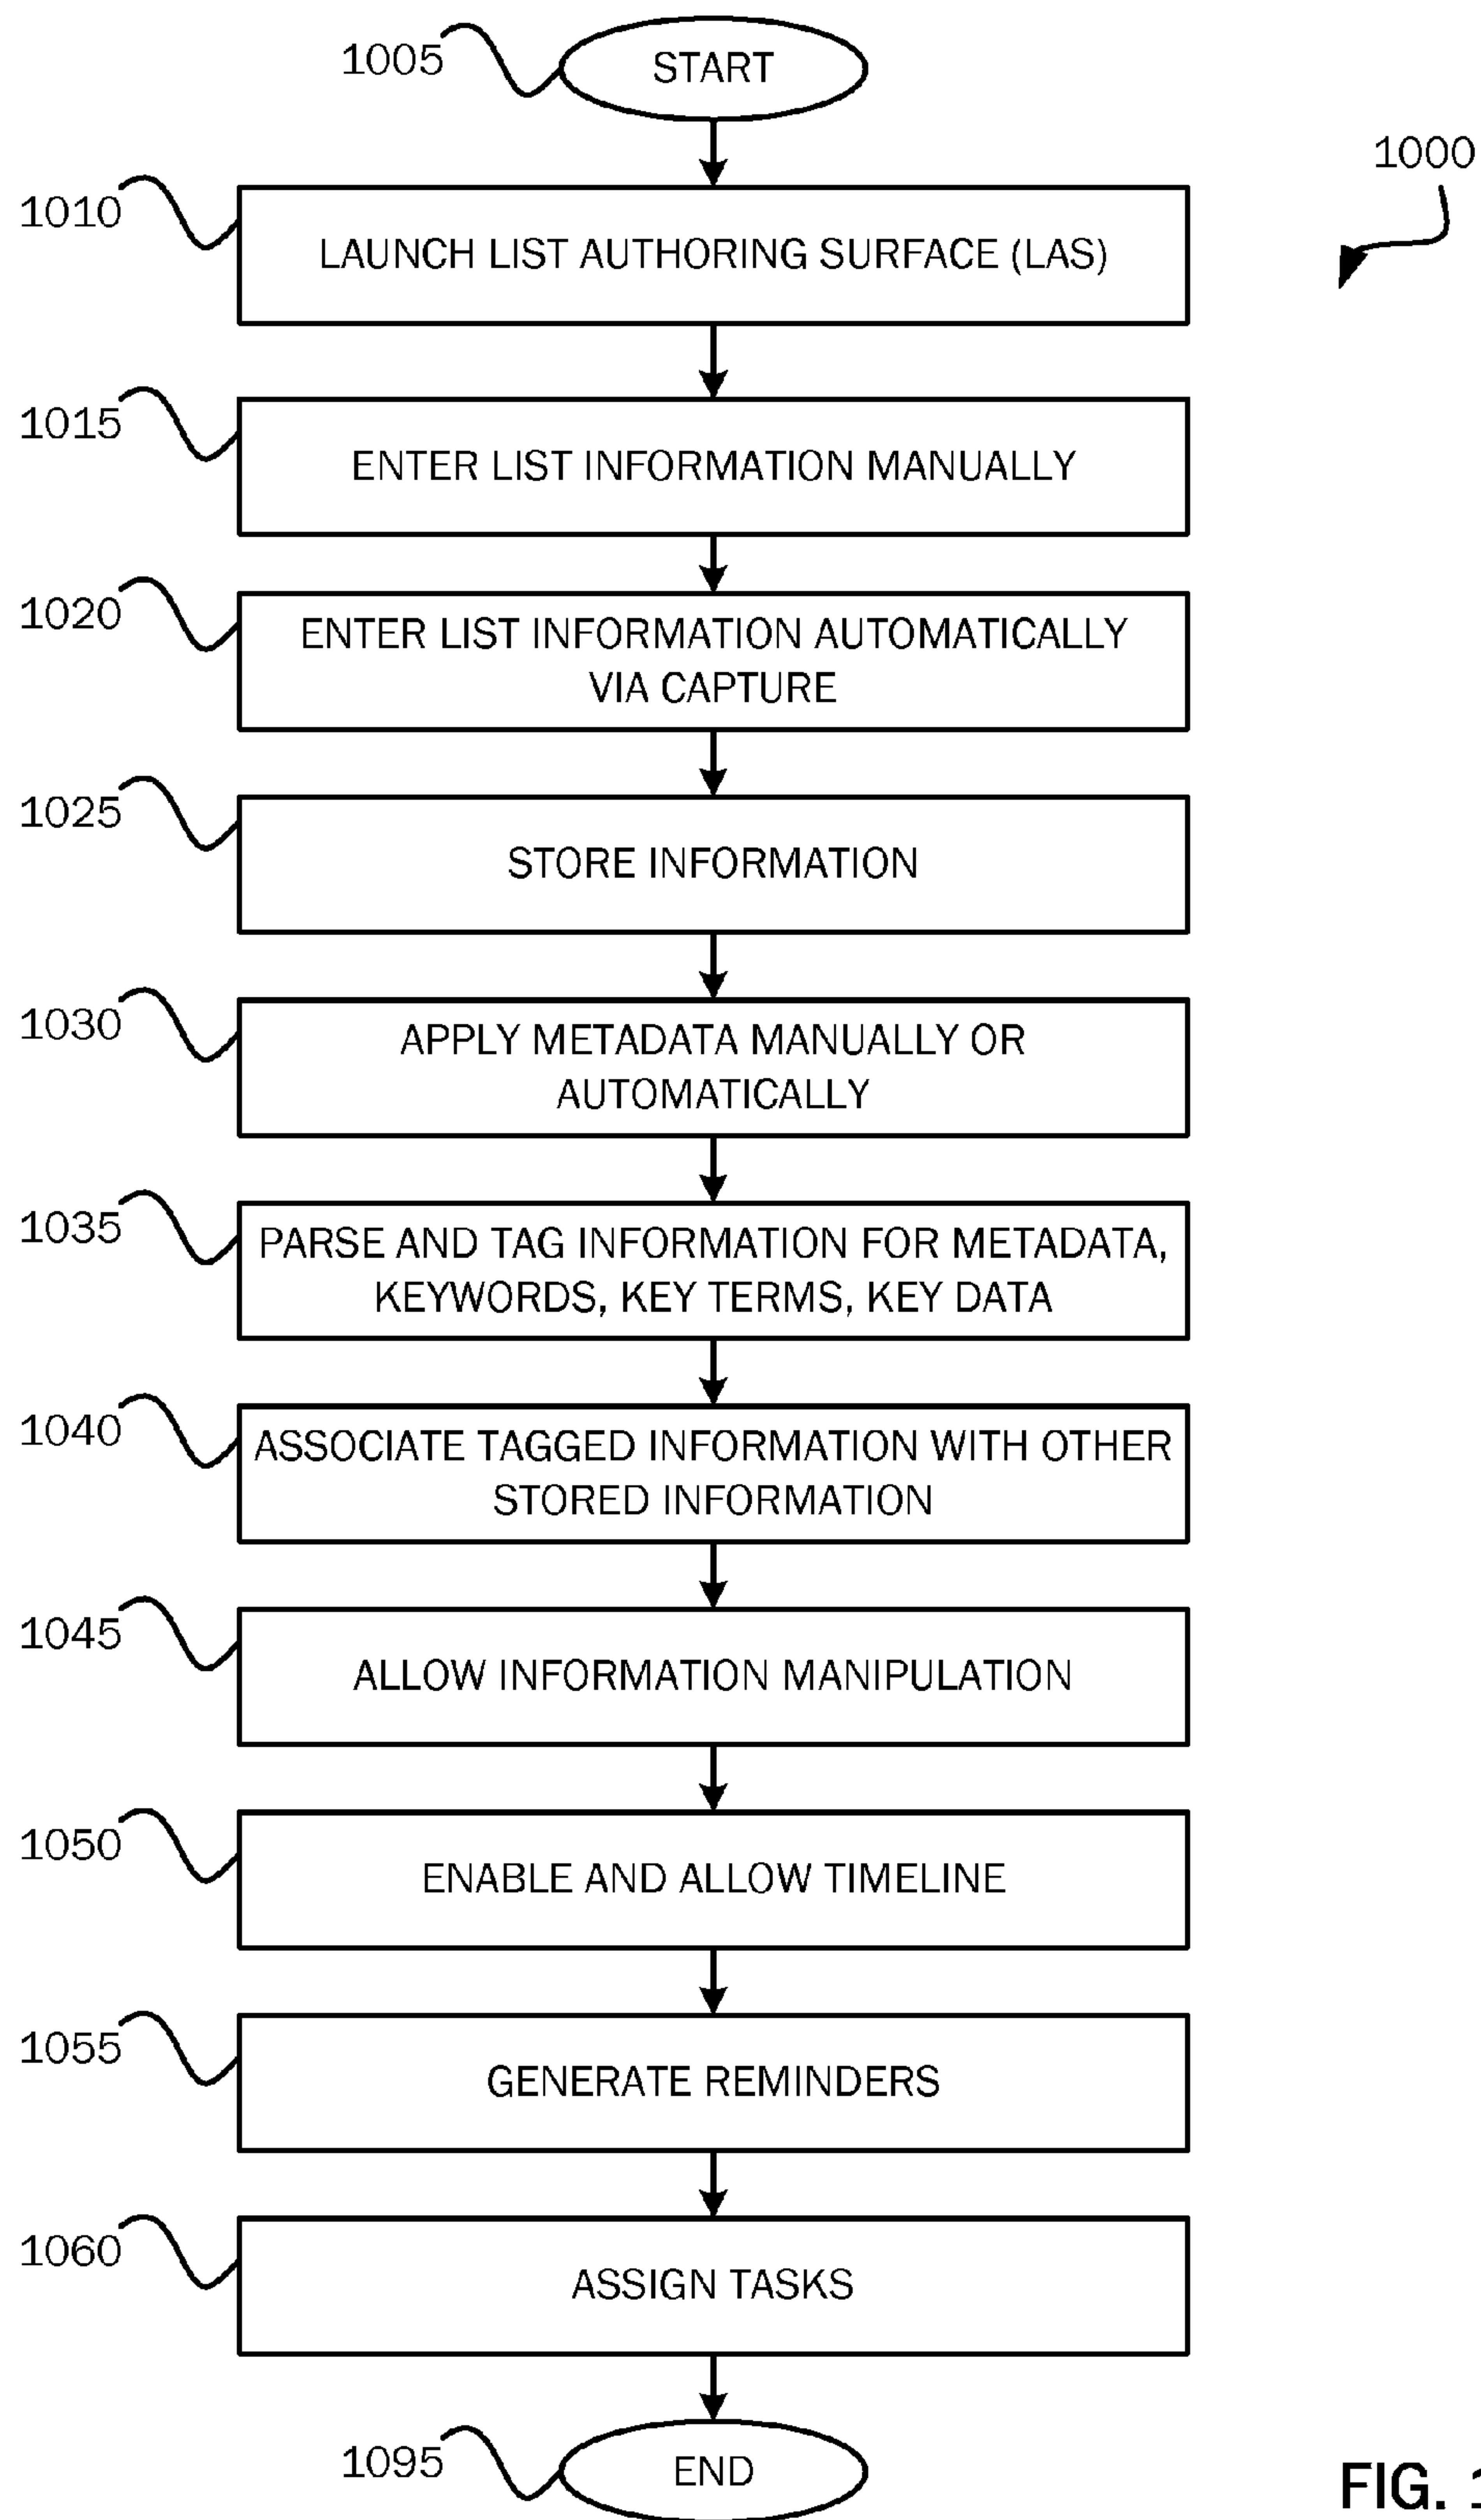 1005
START
1000
1010
LAUNCH LIST AUTHORING SURFACE (LAS)
1015
ENTER LIST INFORMATION MANUALLY
1020
ENTER LIST INFORMATION AUTOMATICALLY
VIA CAPTURE
1025
STORE INFORMATION
1030
APPLY METADATA MANUALLY OR
AUTOMATICALLY
1035
PARSE AND TAG INFORMATION FOR METADATA,
KEYWORDS, KEY TERMS, KEY DATA
1040
ASSOCIATE TAGGED INFORMATION WITH OTHER
STORED INFORMATION
1045
ALLOW INFORMATION MANIPULATION
1050
ENABLE AND ALLOW TIMELINE
1055
GENERATE REMINDERS
1060
ASSIGN TASKS
1095
END
FIG.